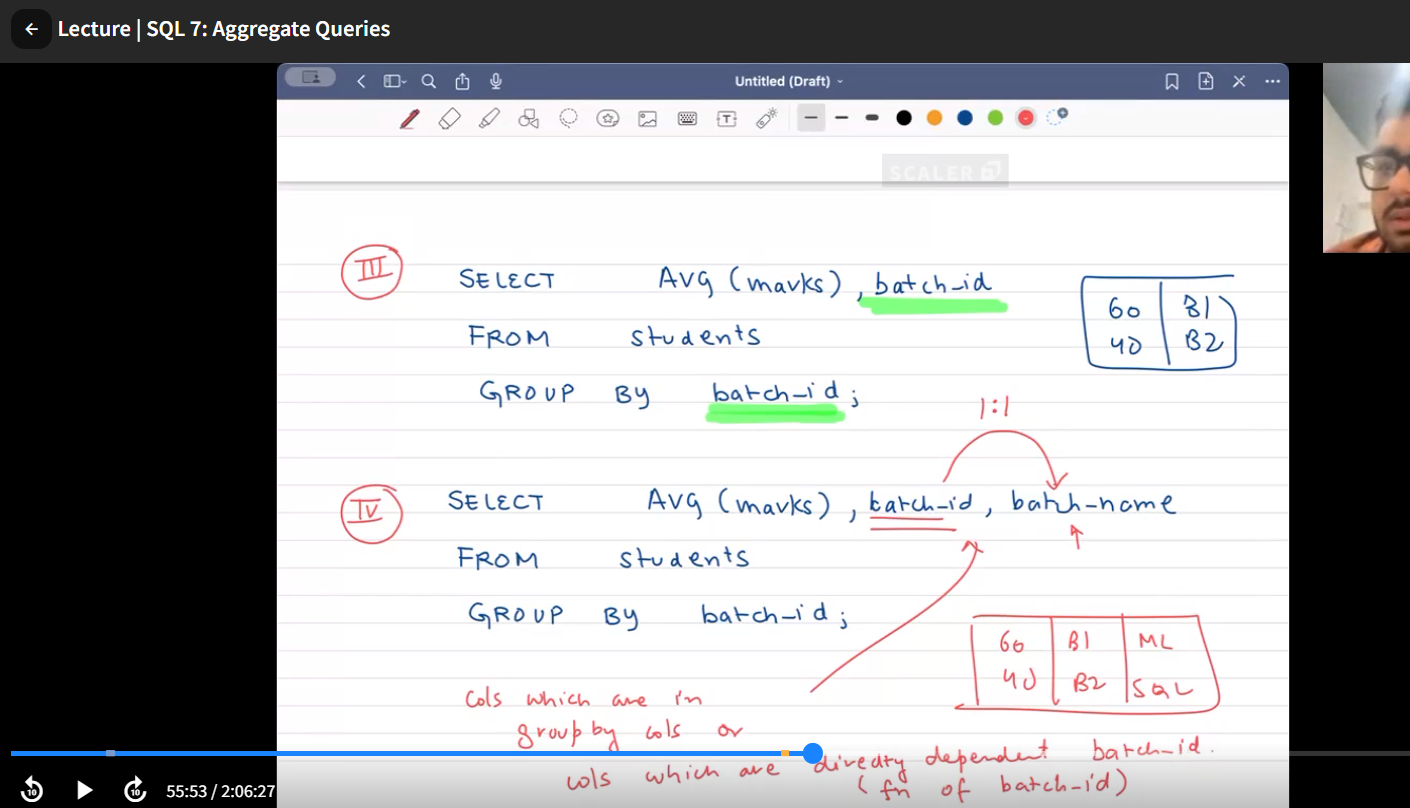 Lecture | SQL 7: Aggregate Queries
Untitled (Draft)
SCALER
III
SELECT AVG (marks), batch_id
FROM students
GROUP BY batch_id;
60 B1
40 B2
1:1
IV
SELECT AVG (marks), batch_id, batch_name
FROM students
GROUP BY batch_id;
60 B1 ML
40 B2 SQL
cols which are in
group by cols or
cols which are directly dependent batch_id.
(fn of batch_id)
10 10 55:53 / 2:06:27